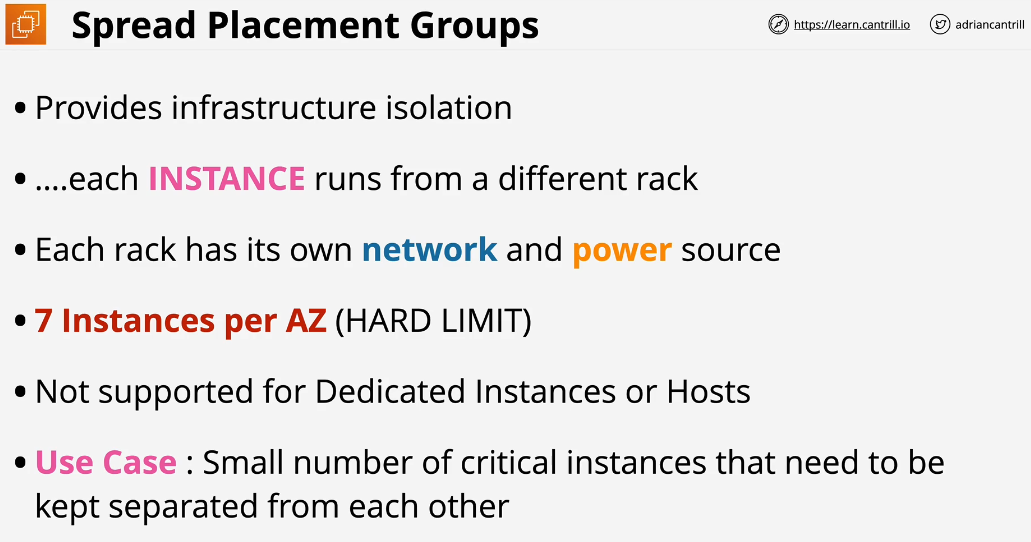 Spread Placement Groups
https://learn.cantrill.io
adriancantrill
• Provides infrastructure isolation
• ....each INSTANCE runs from a different rack
• Each rack has its own network and power source
• 7 Instances per AZ (HARD LIMIT)
• Not supported for Dedicated Instances or Hosts
• Use Case : Small number of critical instances that need to be
kept separated from each other